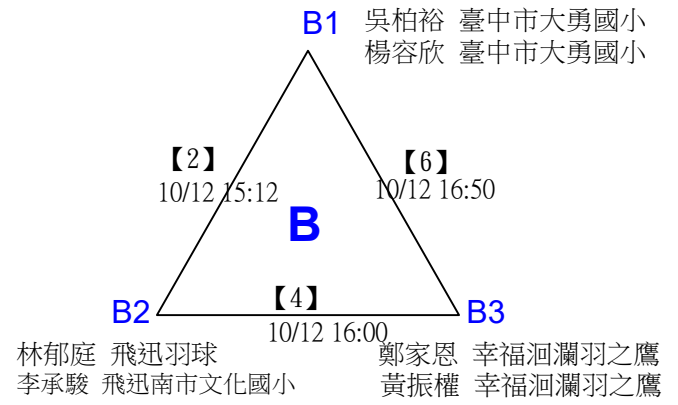 B1 吳柏裕 臺中市大勇國小
楊容欣 臺中市大勇國小
【2】 【6】
10/12 15:12 10/12 16:50
B
【4】
B2 B3
10/12 16:00
林郁庭 飛迅羽球 鄭家恩 幸福洄瀾羽之鷹
李承駿 飛迅南市文化國小 黃振權 幸福洄瀾羽之鷹